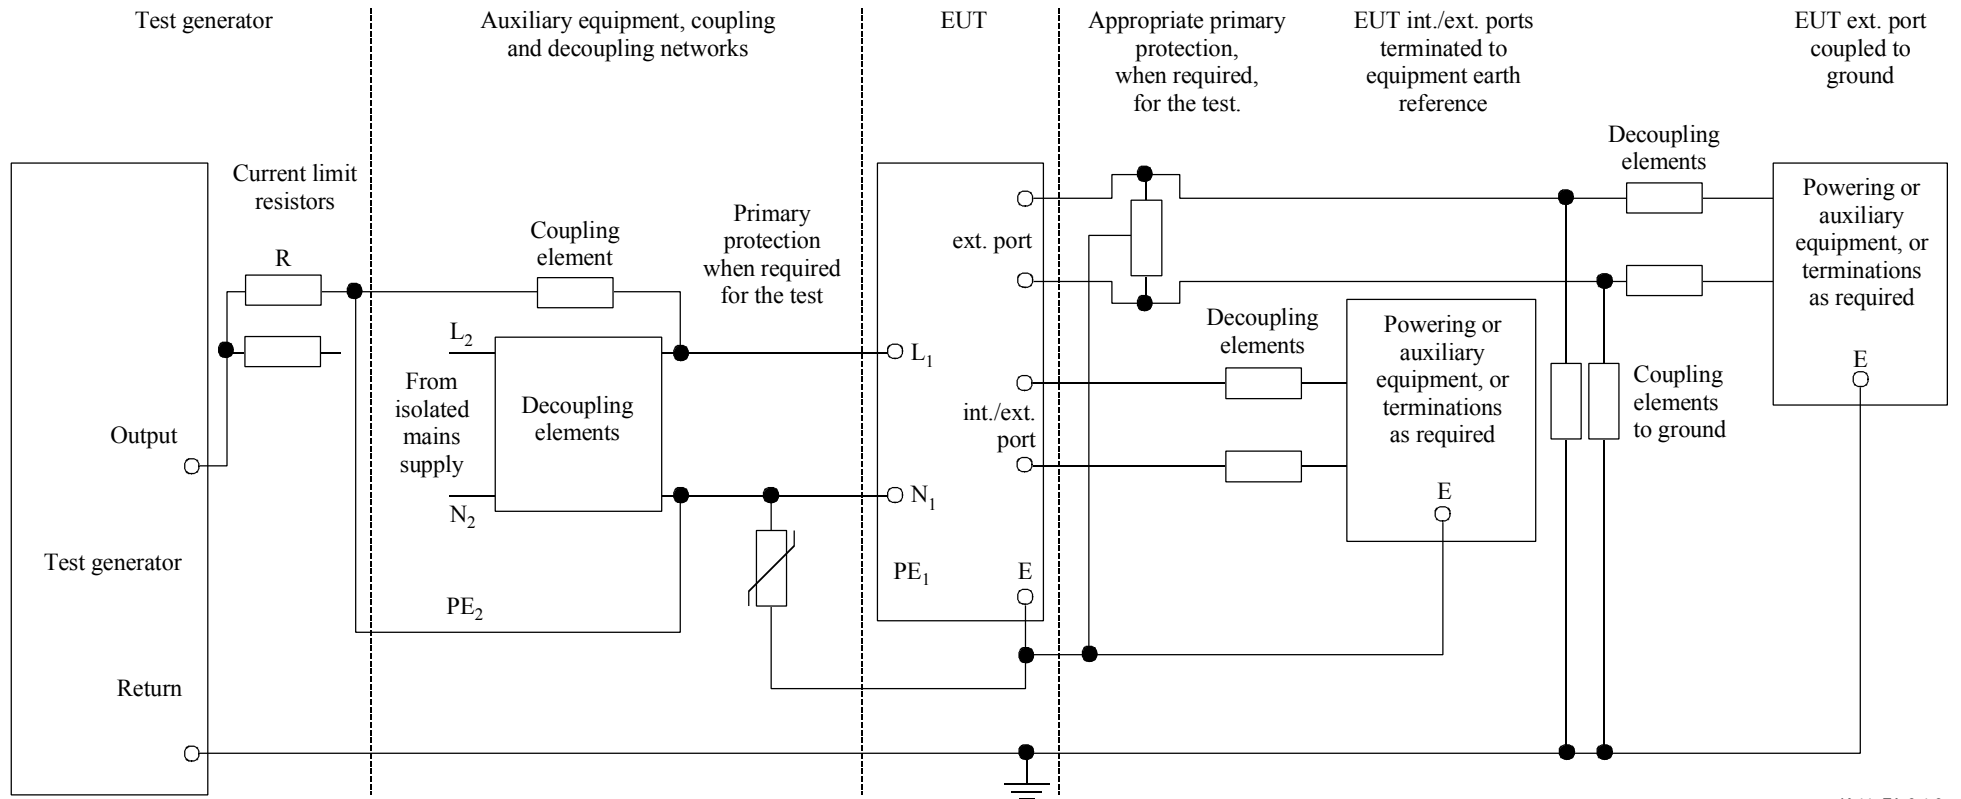 Test generator
Auxiliary equipment, coupling
and decoupling networks
EUT
Appropriate primary
protection,
when required,
for the test.
EUT int./ext. ports
terminated to
equipment earth
reference
EUT ext. port
coupled to
ground
Current limit
resistors
R
Coupling
element
Primary
protection
when required
for the test
L2
From
isolated
mains
supply
N2
Decoupling
elements
PE2
Output
Test generator
Return
ext. port
L1
int./ext.
port
N1
PE1
E
Decoupling
elements
Powering or
auxiliary
equipment, or
terminations
as required
E
Decoupling
elements
Coupling
elements
to ground
Powering or
auxiliary
equipment, or
terminations
as required
E